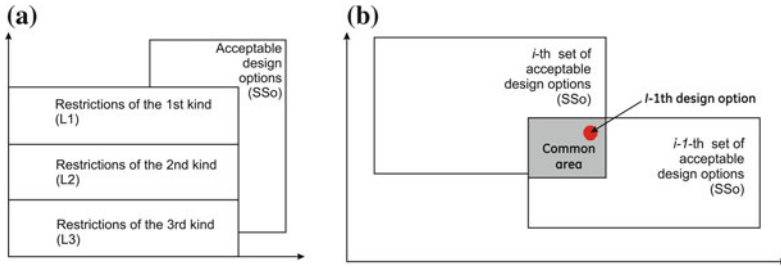 (a)
Acceptable
design
options
(SSo)
Restrictions of the 1st kind
(L1)
Restrictions of the 2nd kind
(L2)
Restrictions of the 3rd kind
(L3)
(b)
i-th set of
acceptable
design options
(SSo)
I-1th design option
Common
area
i-1-th set of
acceptable
design options
(SSo)